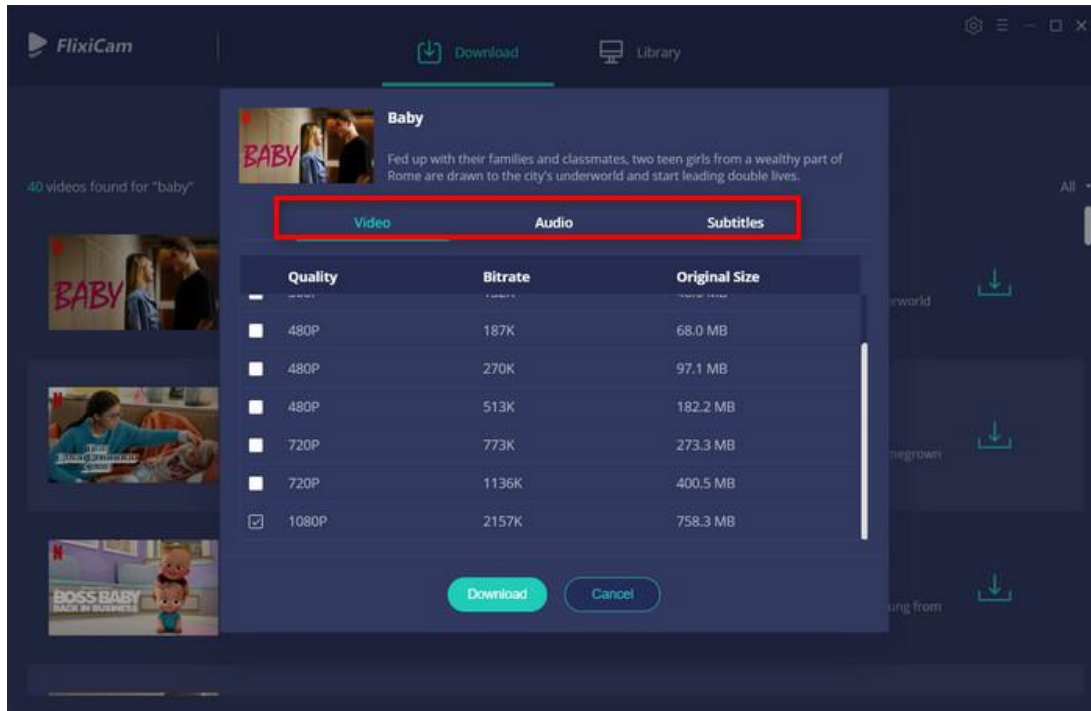 FlixiCam
Download
Library
Baby
BABY
Fed up with their families and classmates, two teen girls from a wealthy part of
Rome are drawn to the city's underworld and start leading double lives.
40 videos found for "baby"
All
Video Audio Subtitles
Quality Bitrate Original Size
BABY
erworld
480P 187K 68.0 MB
480P 270K 97.1 MB
480P 513K 182.2 MB
720P 773K 273.3 MB
megrown
720P 1136K 400.5 MB
1080P 2157K 758.3 MB
BOSS BABY
BACK IN BUSINESS
Download Cancel
ung from